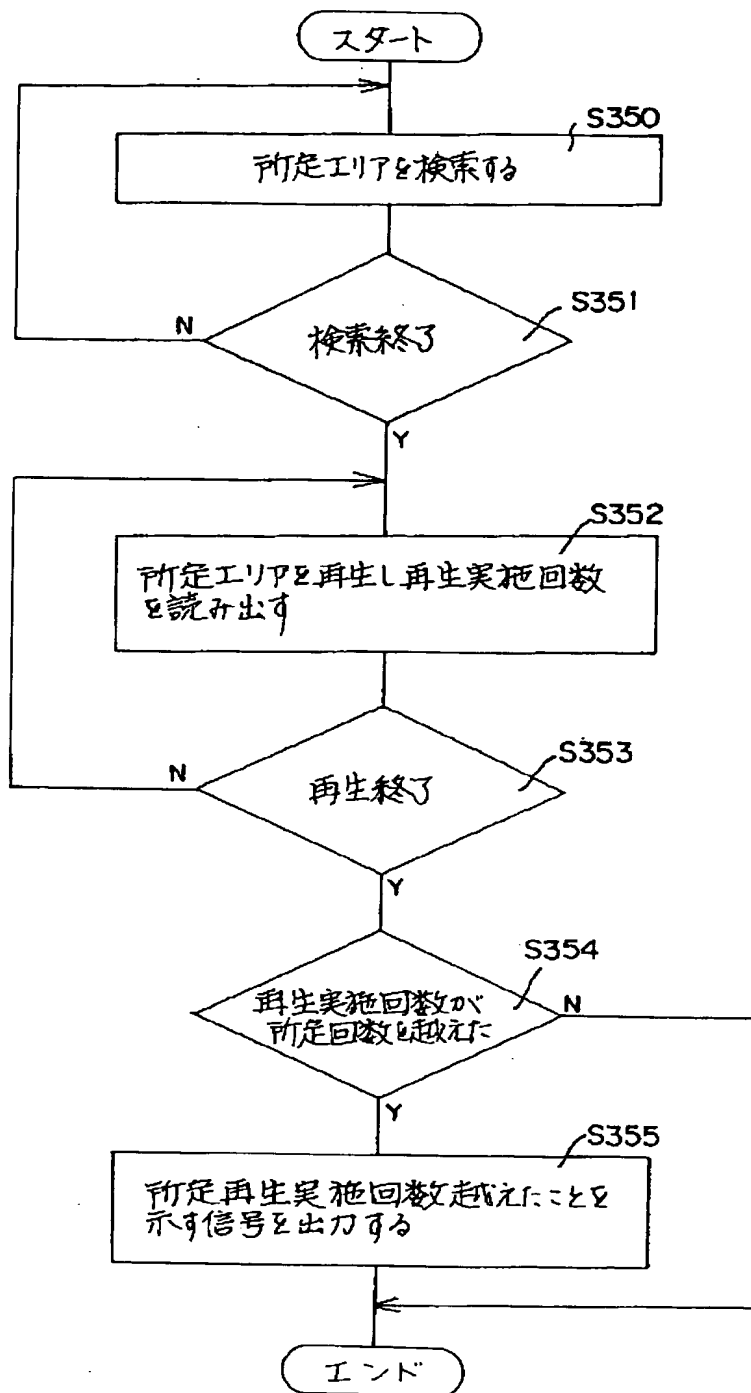 スタート
S350
所定エリアを検索する
S351
検索終了
N
Y
S352
所定エリアを再生し再生実施回数
を読み出す
S353
再生終了
N
Y
S354
再生実施回数が
所定回数を越えた
N
Y
S355
所定再生実施回数越えたことを
示す信号を出力する
エンド